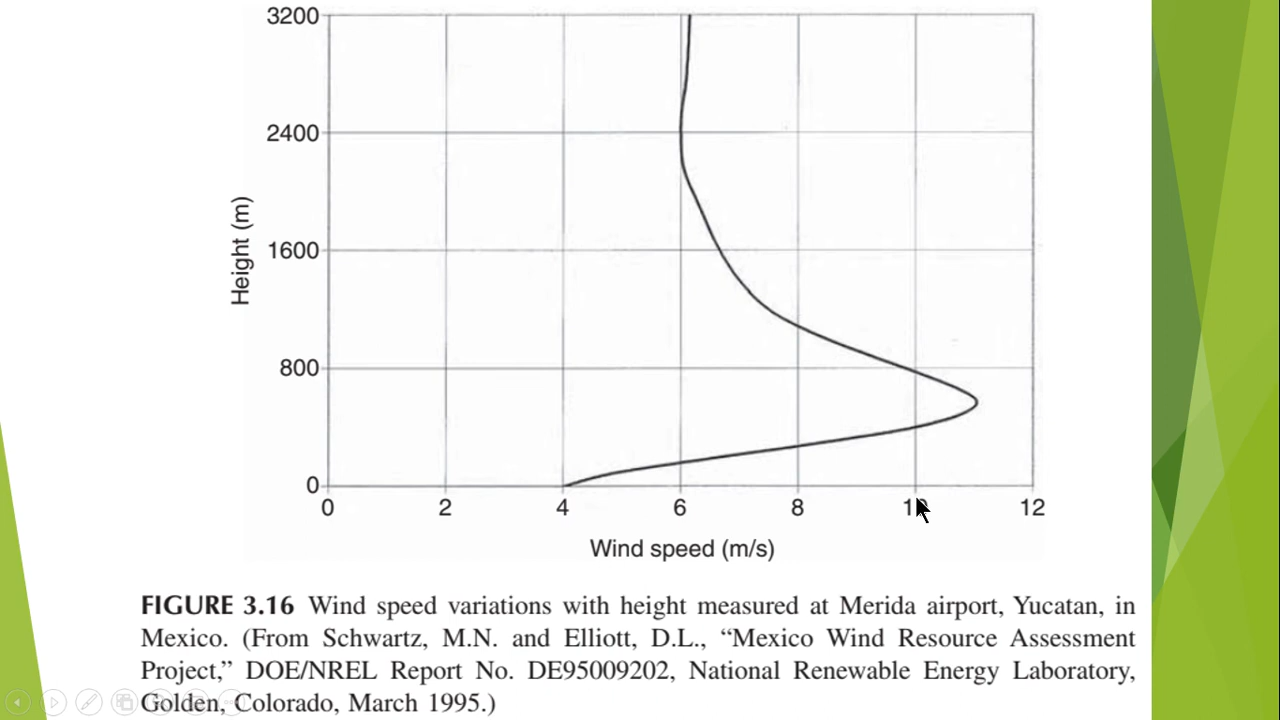 3200
2400
1600
800
0
Height (m)
0 2 4 6 8 10 12
Wind speed (m/s)
FIGURE 3.16 Wind speed variations with height measured at Merida airport, Yucatan, in
Mexico. (From Schwartz, M.N. and Elliott, D.L., “Mexico Wind Resource Assessment
Project,” DOE/NREL Report No. DE95009202, National Renewable Energy Laboratory,
Golden, Colorado, March 1995.)